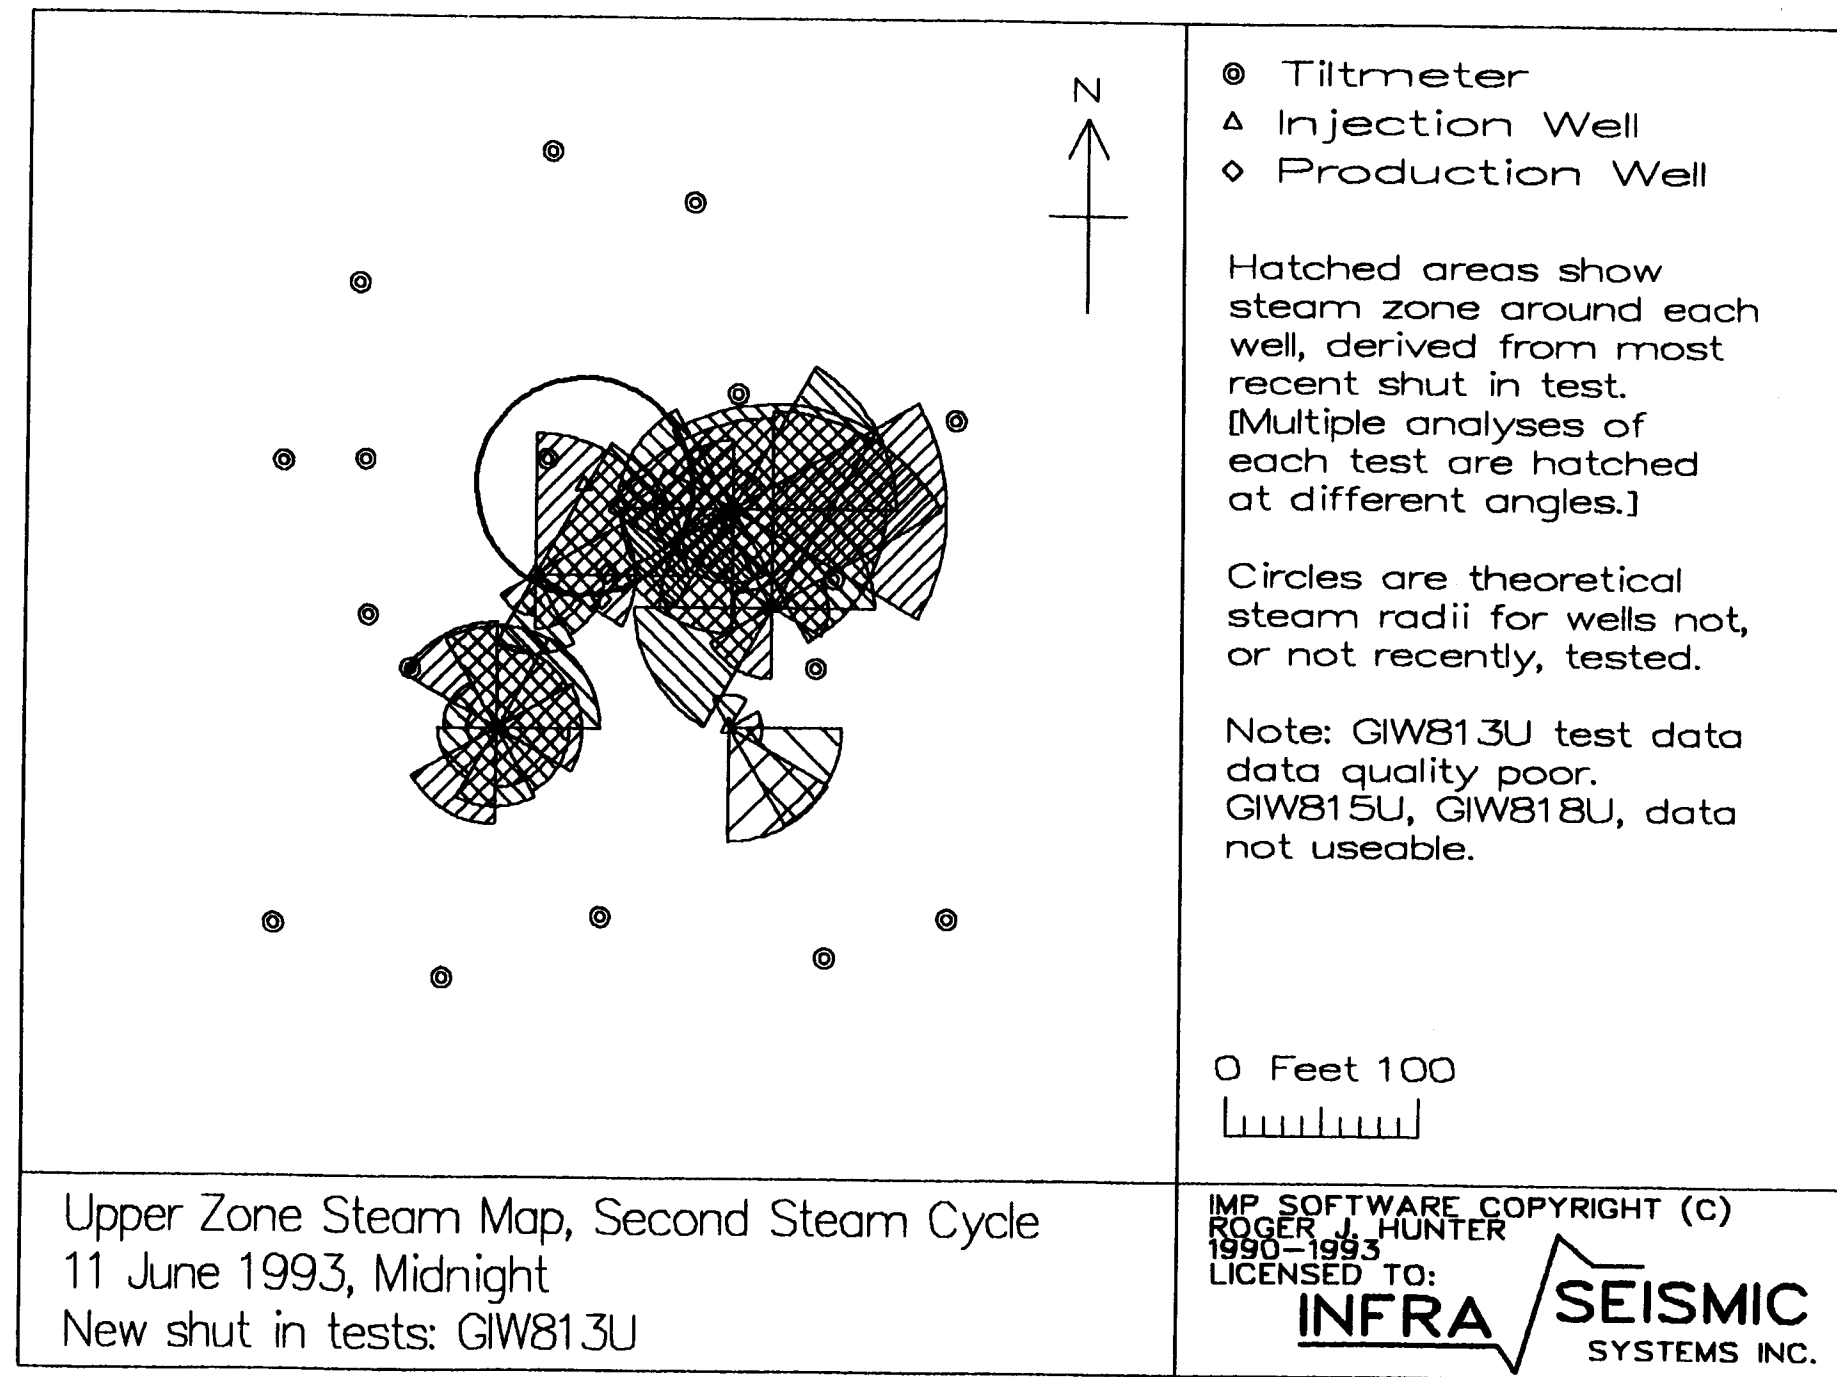 N
Tiltmeter
Injection Well
Production Well
Hatched areas show
steam zone around each
well, derived from most
recent shut in test.
[Multiple analyses of
each test are hatched
at different angles.]
Circles are theoretical
steam radii for wells not,
or not recently, tested.
Note: GIW813U test data
data quality poor.
GIW815U, GIW818U, data
not useable.
0 Feet 100
Upper Zone Steam Map, Second Steam Cycle
11 June 1993, Midnight
New shut in tests: GIW813U
IMP SOFTWARE COPYRIGHT (C)
ROGER J. HUNTER
1990-1993
LICENSED TO:
INFRA SEISMIC
SYSTEMS INC.